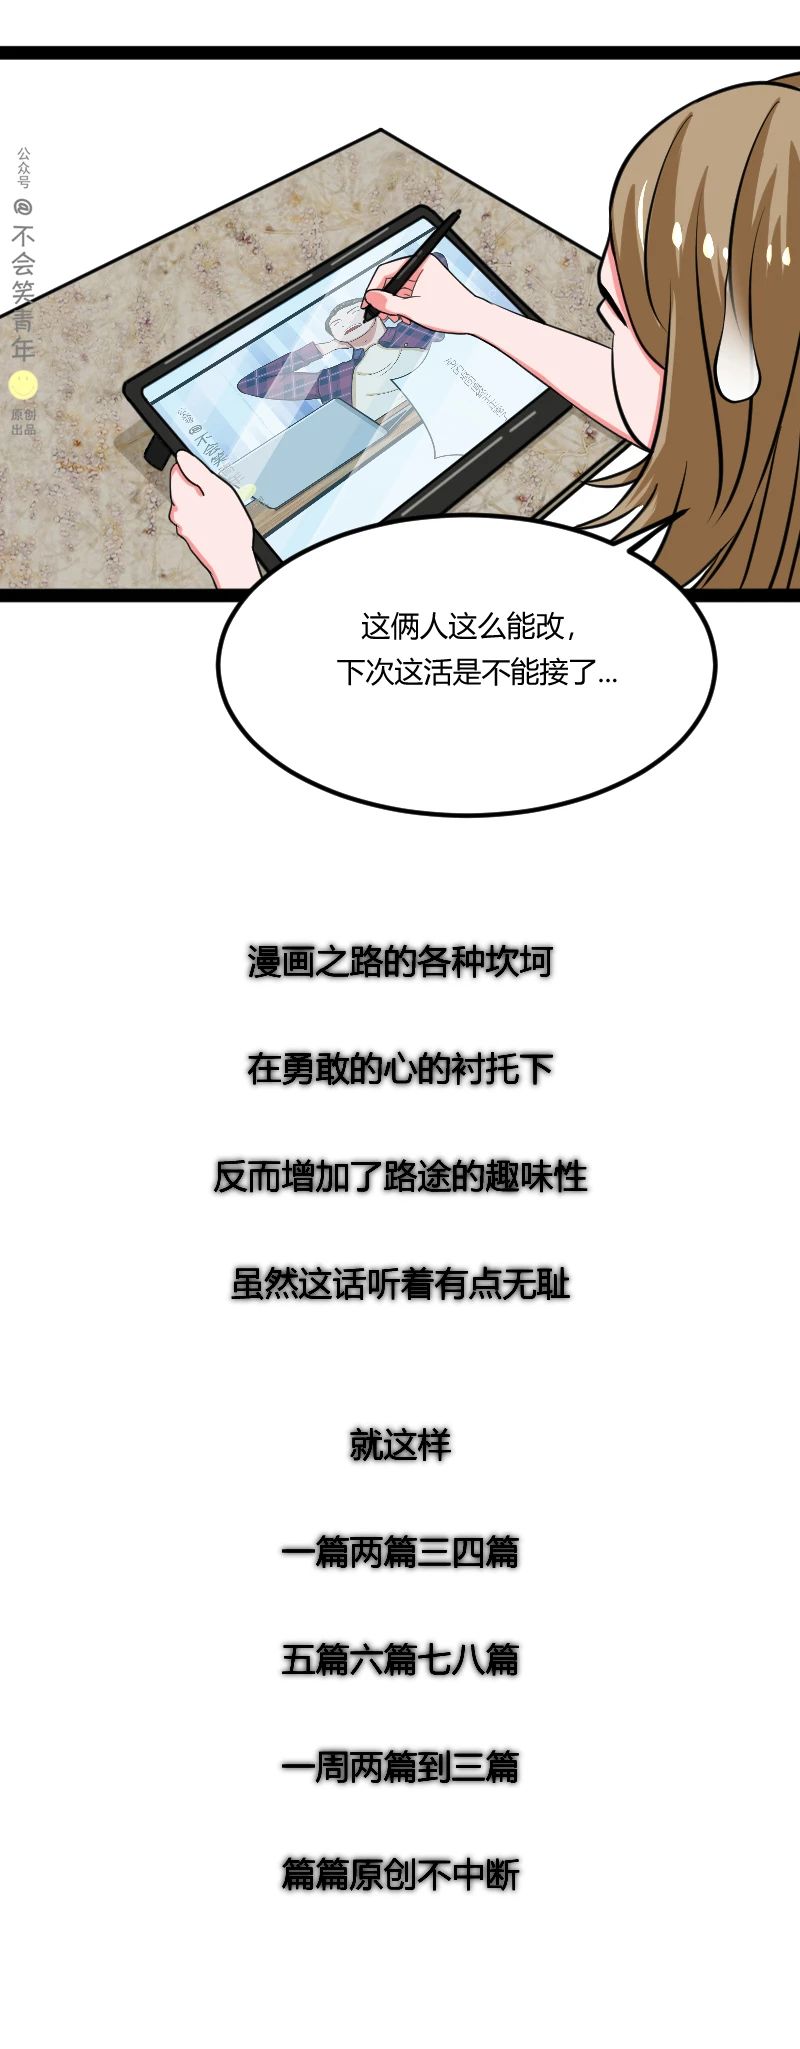 公众号
@不会笑青年
原创
出品
不会笑
这俩人这么能改，
下次这活是不能接了...
漫画之路的各种坎坷
在勇敢的心的衬托下
反而增加了路途的趣味性
虽然这话听着有点无耻
就这样
一篇两篇三四篇
五篇六篇七八篇
一周两篇到三篇
篇篇原创不中断